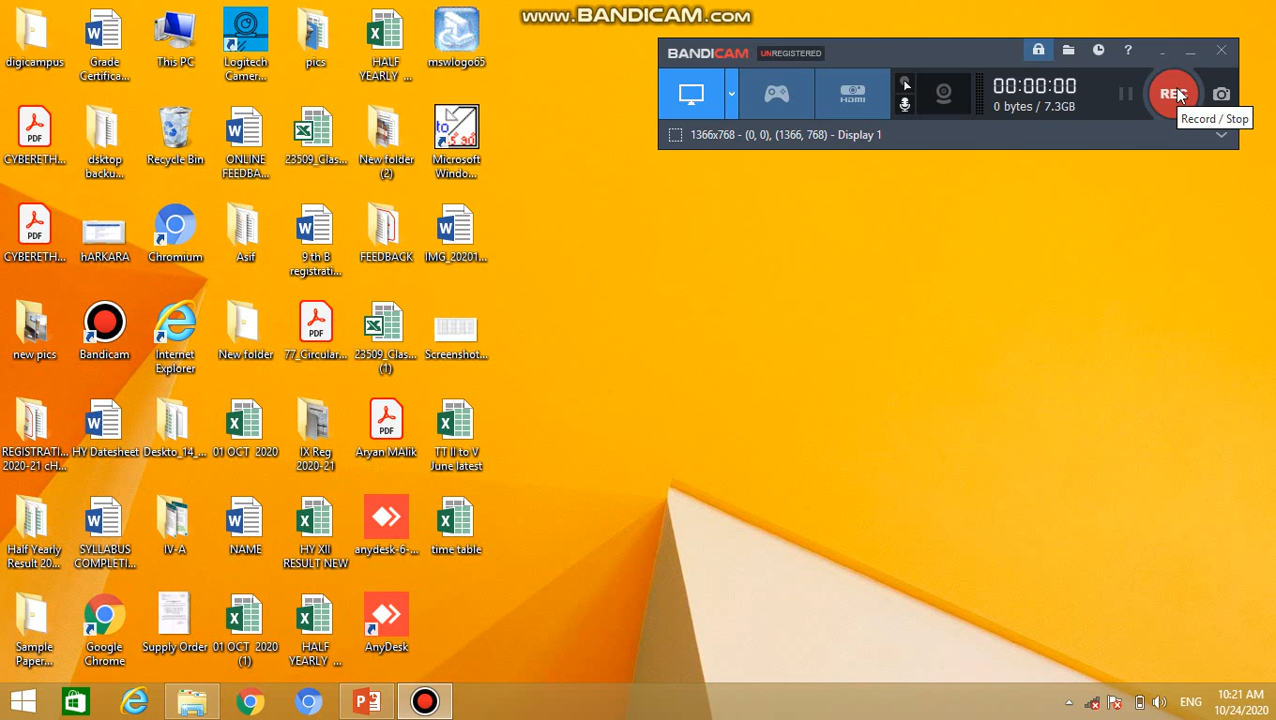 www.BANDICAM.com
BANDICAM UNREGISTERED
HDMI
00:00:00
0 bytes / 7.3GB
REC
Record / Stop
1366x768 - (0, 0), (1366, 768) - Display 1
digicampus
Grade
Certifica...
This PC
Logitech
Camer...
pics
HALF
YEARLY ...
mswlogo65
CYBERETH...
dsktop
backu...
Recycle Bin
ONLINE
FEEDBA...
23509_Clas...
New folder
(2)
Microsoft
Windo...
CYBERETH...
hARKARA
Chromium
Asif
9 th B
registrati...
FEEDBACK
IMG_20201...
new pics
Bandicam
Internet
Explorer
New folder
77_Circular...
23509_Clas...
(1)
Screenshot...
REGISTRATI...
2020-21 cH...
HY Datesheet
Deskto_14_...
01 OCT 2020
IX Reg
2020-21
Aryan MAlik
TT II to V
June latest
Half Yearly
Result 20...
SYLLABUS
COMPLETI...
IV-A
NAME
HY XII
RESULT NEW
anydesk-6-...
time table
Sample
Paper...
Google
Chrome
Supply Order
01 OCT 2020
(1)
HALF
YEARLY ...
AnyDesk
PDF
PDF
PDF
PDF
ENG
10:21 AM
10/24/2020